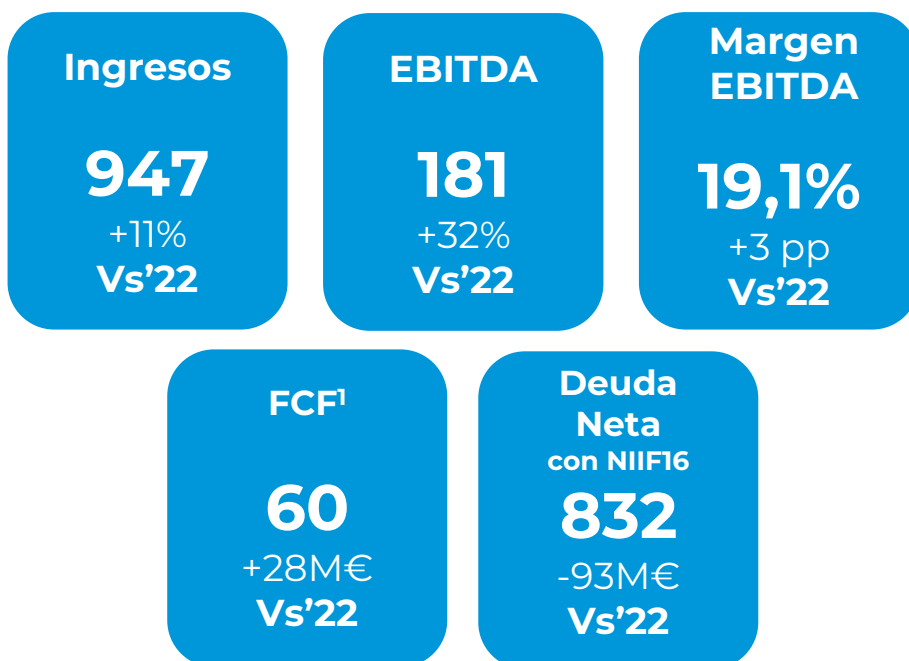 Ingresos
947
+11%
Vs’22
EBITDA
181
+32%
Vs’22
Margen
EBITDA
19,1%
+3 pp
Vs’22
FCF¹
60
+28M€
Vs’22
Deuda
Neta
con NIIF16
832
-93M€
Vs’22